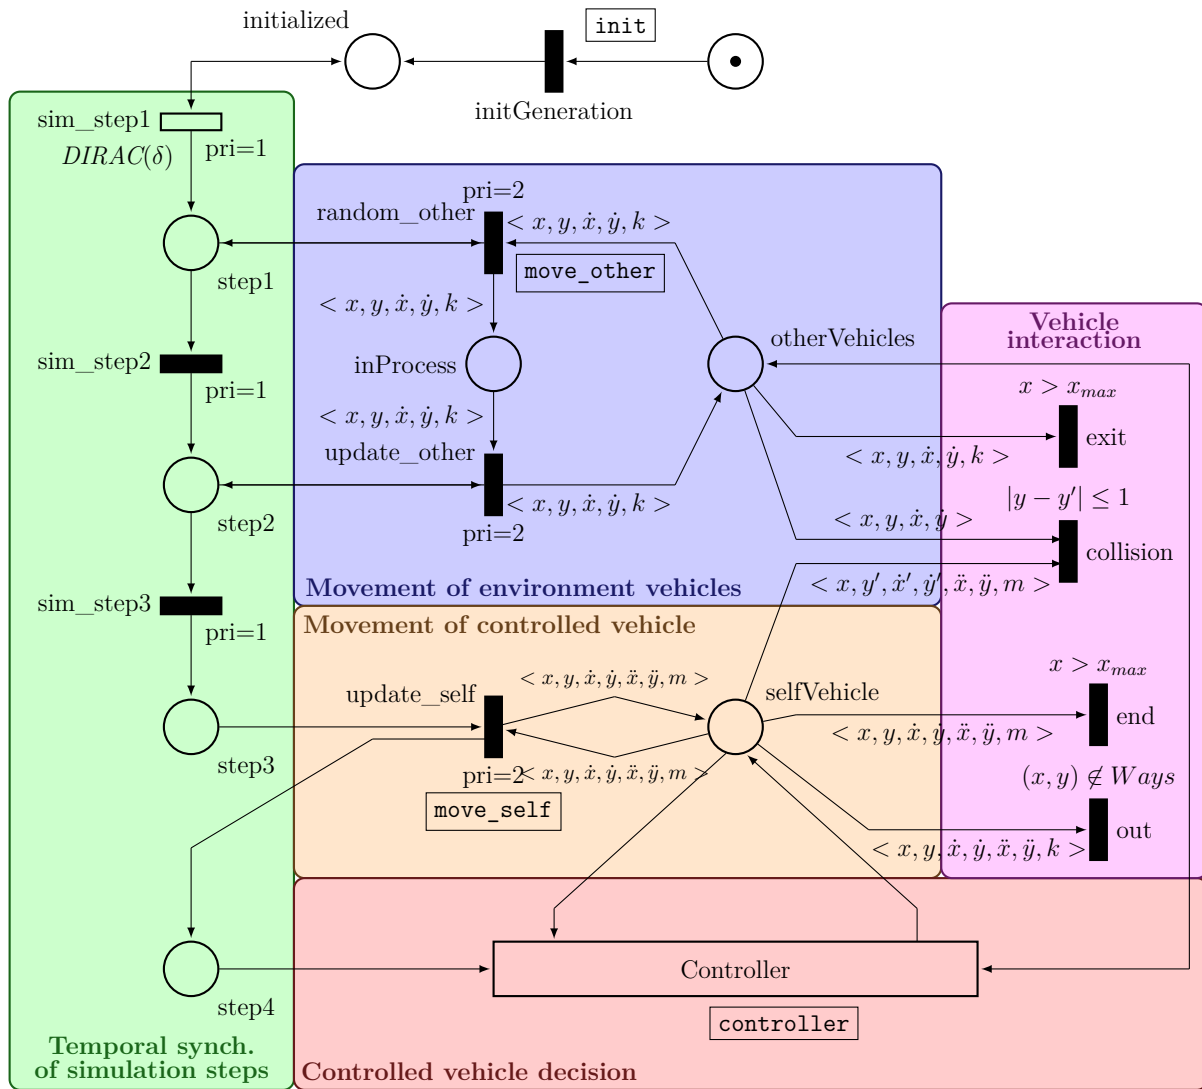 initialized
init
initGeneration
sim_step1
pri=1
DIRAC(δ)
step1
sim_step2
pri=1
step2
sim_step3
pri=1
step3
step4
Temporal synch.
of simulation steps
pri=2
random_other
< x, y, ẋ, ẏ, k >
move_other
< x, y, ẋ, ẏ, k >
inProcess
otherVehicles
< x, y, ẋ, ẏ, k >
update_other
< x, y, ẋ, ẏ, k >
pri=2
Movement of environment vehicles
Vehicle
interaction
x > x_max
exit
< x, y, ẋ, ẏ, k >
|y − y′| ≤ 1
< x, y, ẋ, ẏ >
collision
< x, y′, ẋ′, ẏ′, ẍ, ÿ, m >
Movement of controlled vehicle
update_self
< x, y, ẋ, ẏ, ẍ, ÿ, m >
selfVehicle
pri=2
< x, y, ẋ, ẏ, ẍ, ÿ, m >
move_self
x > x_max
end
< x, y, ẋ, ẏ, ẍ, ÿ, m >
(x, y) ∉ Ways
out
< x, y, ẋ, ẏ, ẍ, ÿ, k >
Controller
controller
Controlled vehicle decision